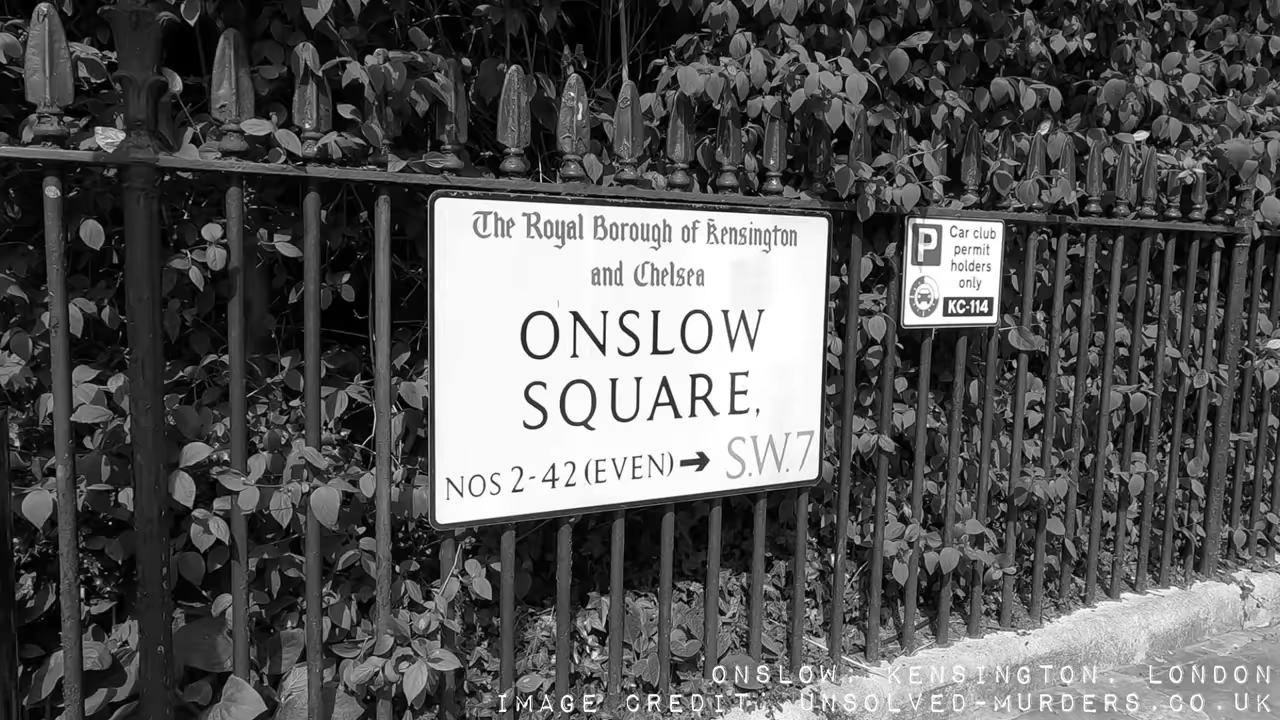 The Royal Borough of Kensington
and Chelsea
ONSLOW
SQUARE,
NOS 2-42 (EVEN) → S.W.7
P
Car club
permit
holders
only
KC-114
ONSLOW, KENSINGTON. LONDON
IMAGE CREDIT. UNSOLVED-MURDERS.CO.UK